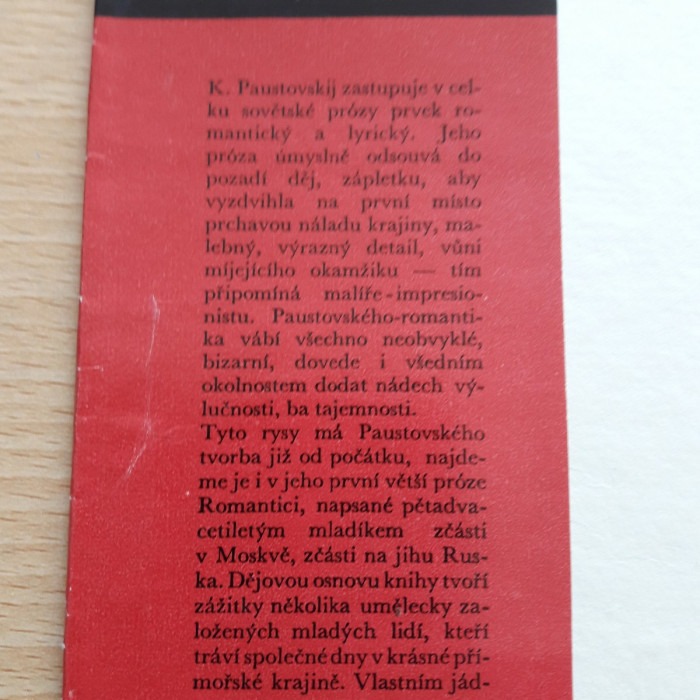 K. Paustovskij zastupuje v cel-
ku sovětské prózy prvek ro-
mantický a lyrický. Jeho
próza úmyslně odsouvá do
pozadí děj, zápletku, aby
vyzdvihla na první místo
prchavou náladu krajiny, ma-
lebný, výrazný detail, vůni
míjejícího okamžiku — tím
připomíná malíře-impresio-
nistu. Paustovského-romanti-
ka vábí všechno neobvyklé,
bizarní, dovede i všedním
okolnostem dodat nádech vý-
lučnosti, ba tajemnosti.
Tyto rysy má Paustovského
tvorba již od počátku, najde-
me je i v jeho první větší próze
Romantici, napsané pětadva-
cetiletým mladíkem zčásti
v Moskvě, zčásti na jihu Rus-
ka. Dějovou osnovu knihy tvoří
zážitky několika umělecky za-
ložených mladých lidí, kteří
tráví společné dny v krásné pří-
mořské krajině. Vlastním jád-